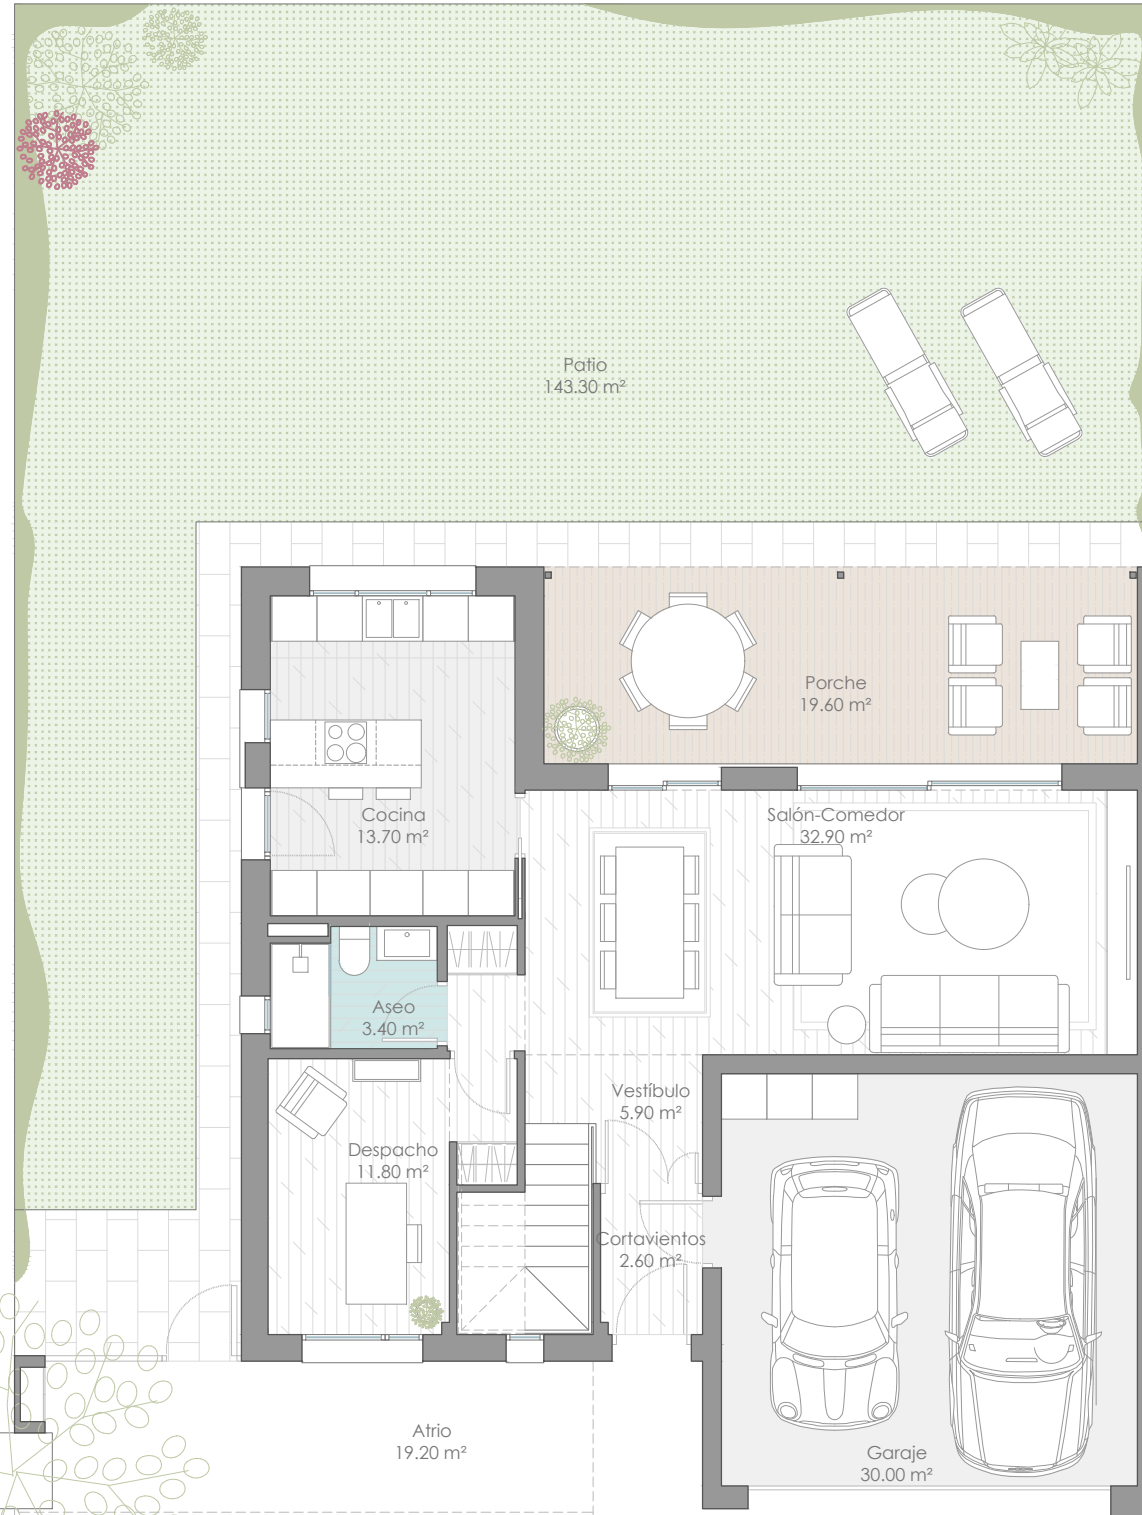 Patio
143.30 m²
Porche
19.60 m²
Cocina
13.70 m²
Salón-Comedor
32.90 m²
Aseo
3.40 m²
Vestíbulo
5.90 m²
Despacho
11.80 m²
Cortavientos
2.60 m²
Atrio
19.20 m²
Garaje
30.00 m²